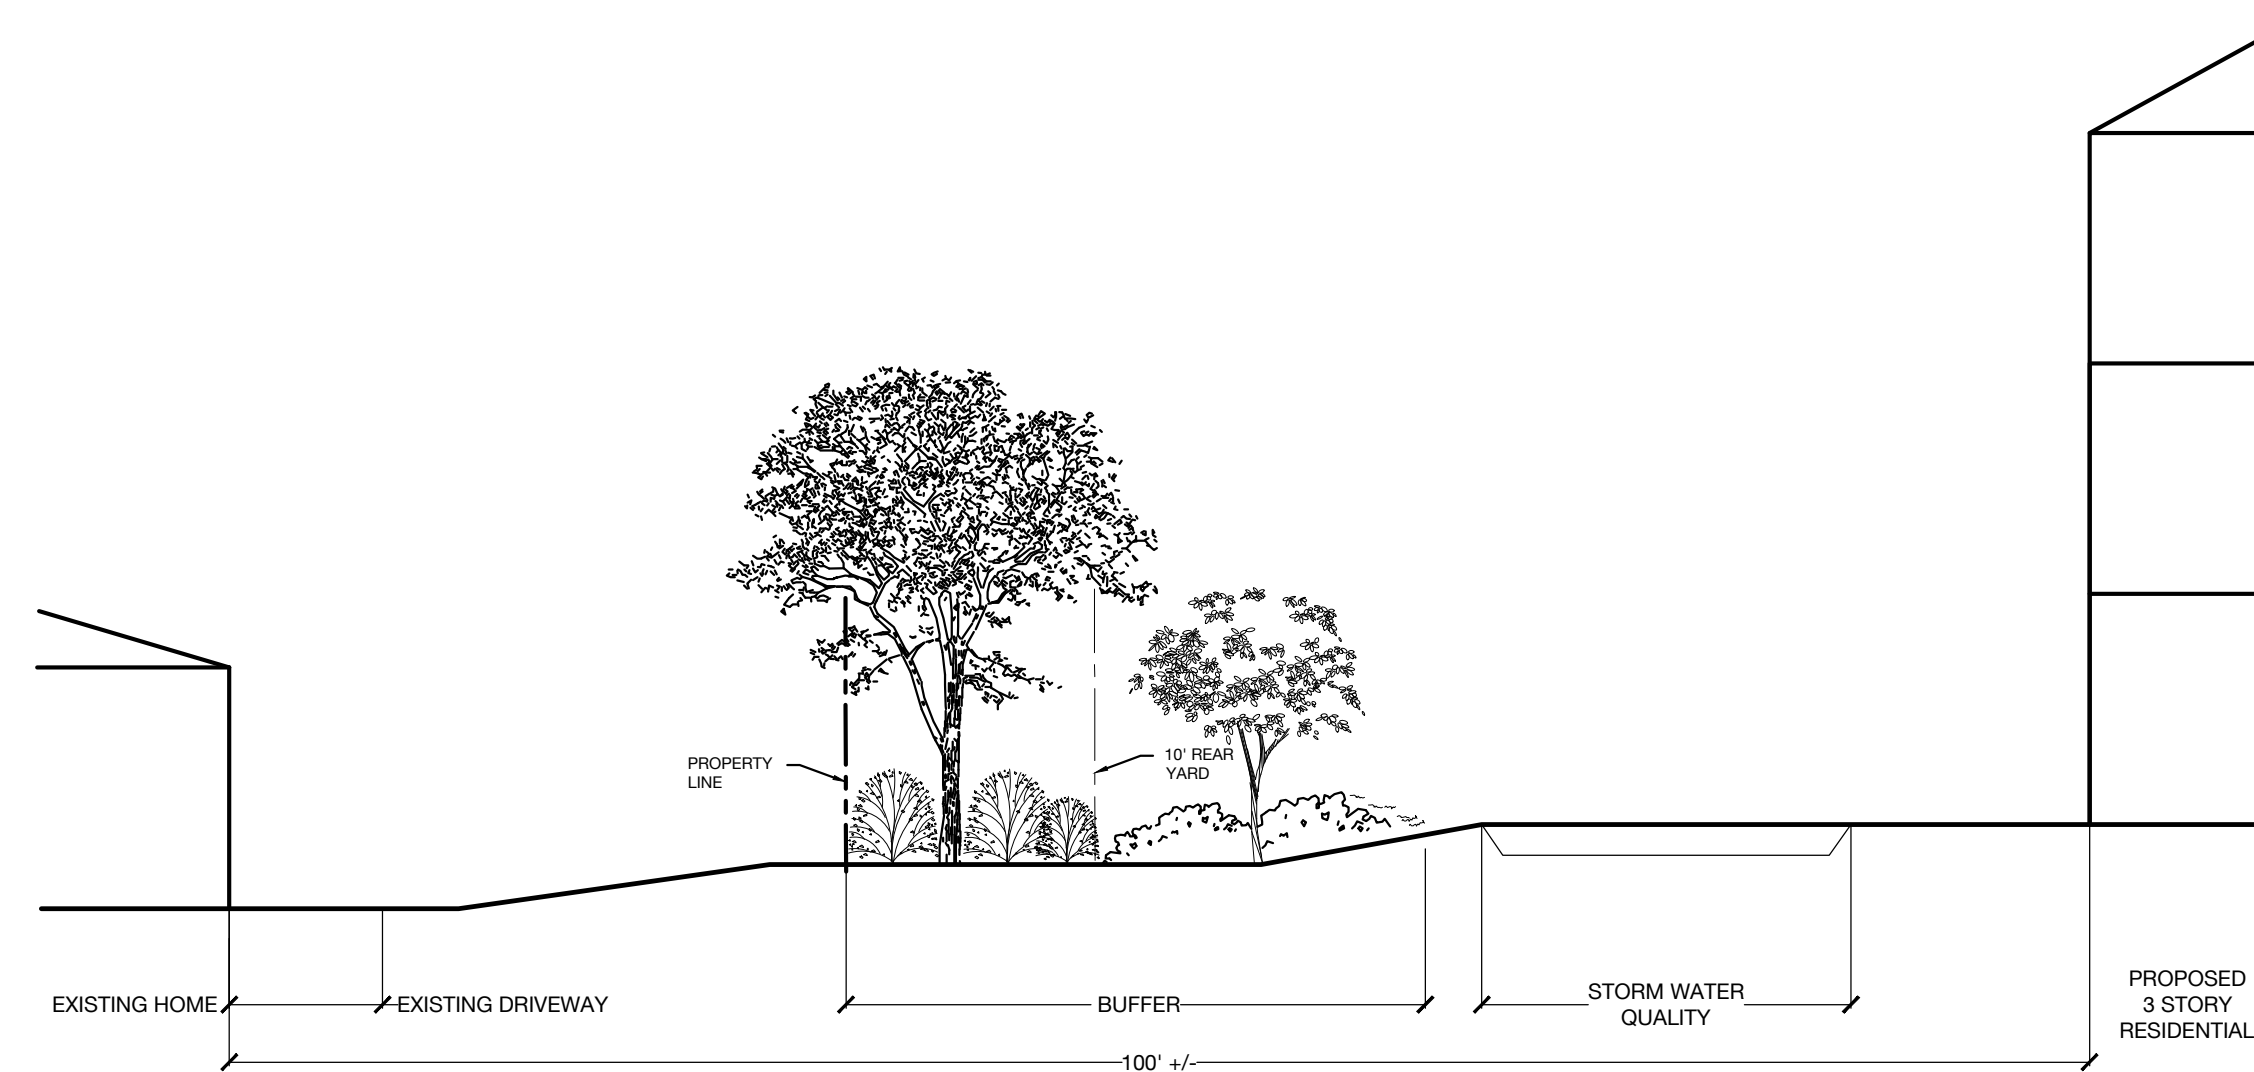 PROPERTY
LINE
10' REAR
YARD
EXISTING HOME
EXISTING DRIVEWAY
BUFFER
STORM WATER
QUALITY
PROPOSED
3 STORY
RESIDENTIAL
100' +/-